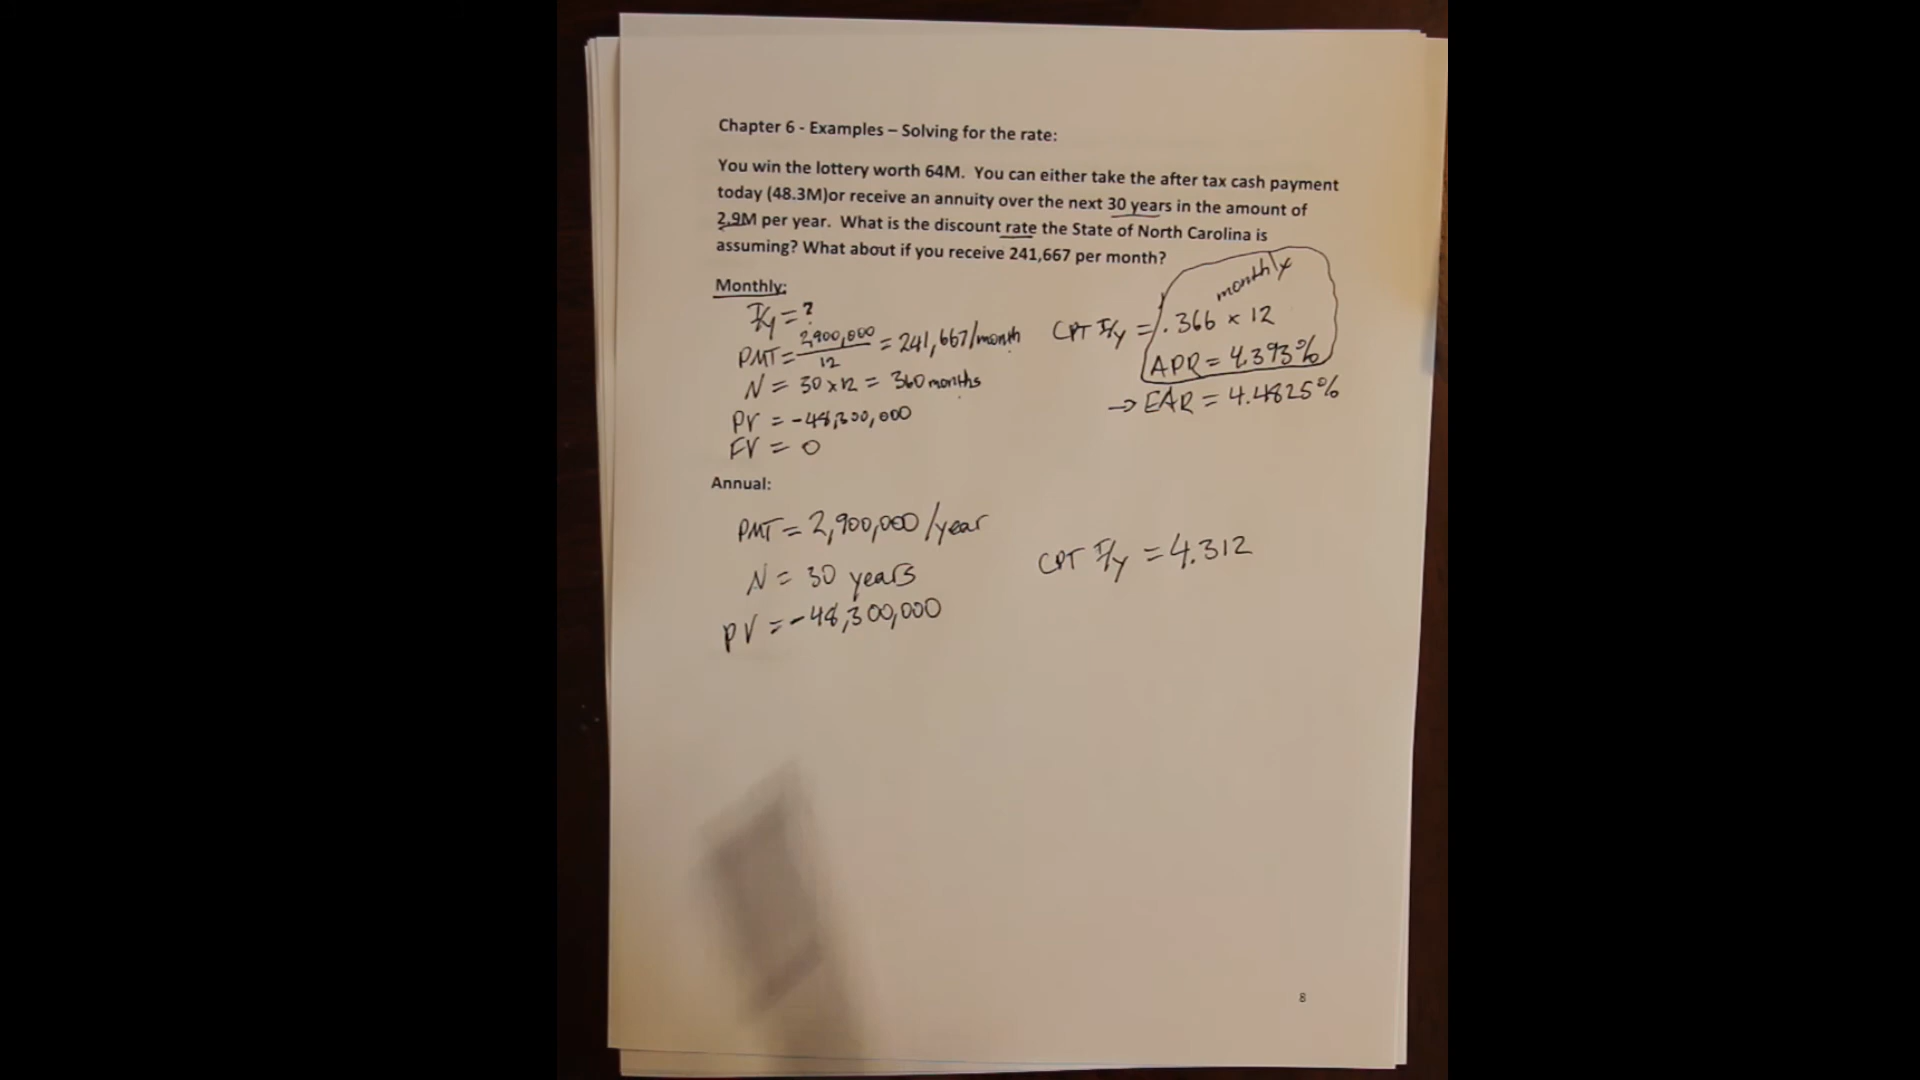 Chapter 6 - Examples – Solving for the rate:
You win the lottery worth 64M. You can either take the after tax cash payment
today (48.3M)or receive an annuity over the next 30 years in the amount of
2.9M per year. What is the discount rate the State of North Carolina is
assuming? What about if you receive 241,667 per month?
Monthly:
I/y = ?
PMT = 2,900,000 / 12 = 241,667/month
N = 30 x 12 = 360 months
PV = -48,300,000
FV = 0
monthly
CPT I/y = .366 x 12
APR = 4.393%
→ EAR = 4.4825%
Annual:
PMT = 2,900,000/year
N = 30 years
PV = -48,300,000
CPT I/y = 4.312
8